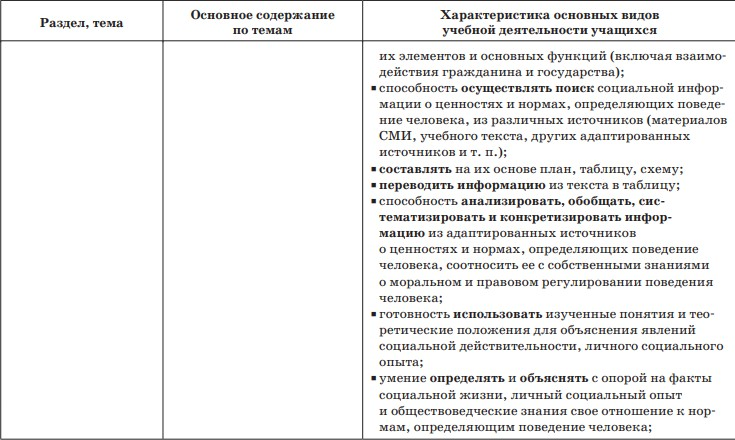 Раздел, тема
Основное содержание
по темам
Характеристика основных видов
учебной деятельности учащихся
их элементов и основных функций (включая взаимо-
действия гражданина и государства);
▪ способность осуществлять поиск социальной инфор-
мации о ценностях и нормах, определяющих поведе-
ние человека, из различных источников (материалов
СМИ, учебного текста, других адаптированных
источников и т. п.);
▪ составлять на их основе план, таблицу, схему;
▪ переводить информацию из текста в таблицу;
▪ способность анализировать, обобщать, сис-
тематизировать и конкретизировать инфор-
мацию из адаптированных источников
о ценностях и нормах, определяющих поведение
человека, соотносить ее с собственными знаниями
о моральном и правовом регулировании поведения
человека;
▪ готовность использовать изученные понятия и тео-
ретические положения для объяснения явлений
социальной действительности, личного социального
опыта;
▪ умение определять и объяснять с опорой на факты
социальной жизни, личный социальный опыт
и обществоведческие знания свое отношение к нор-
мам, определяющим поведение человека;